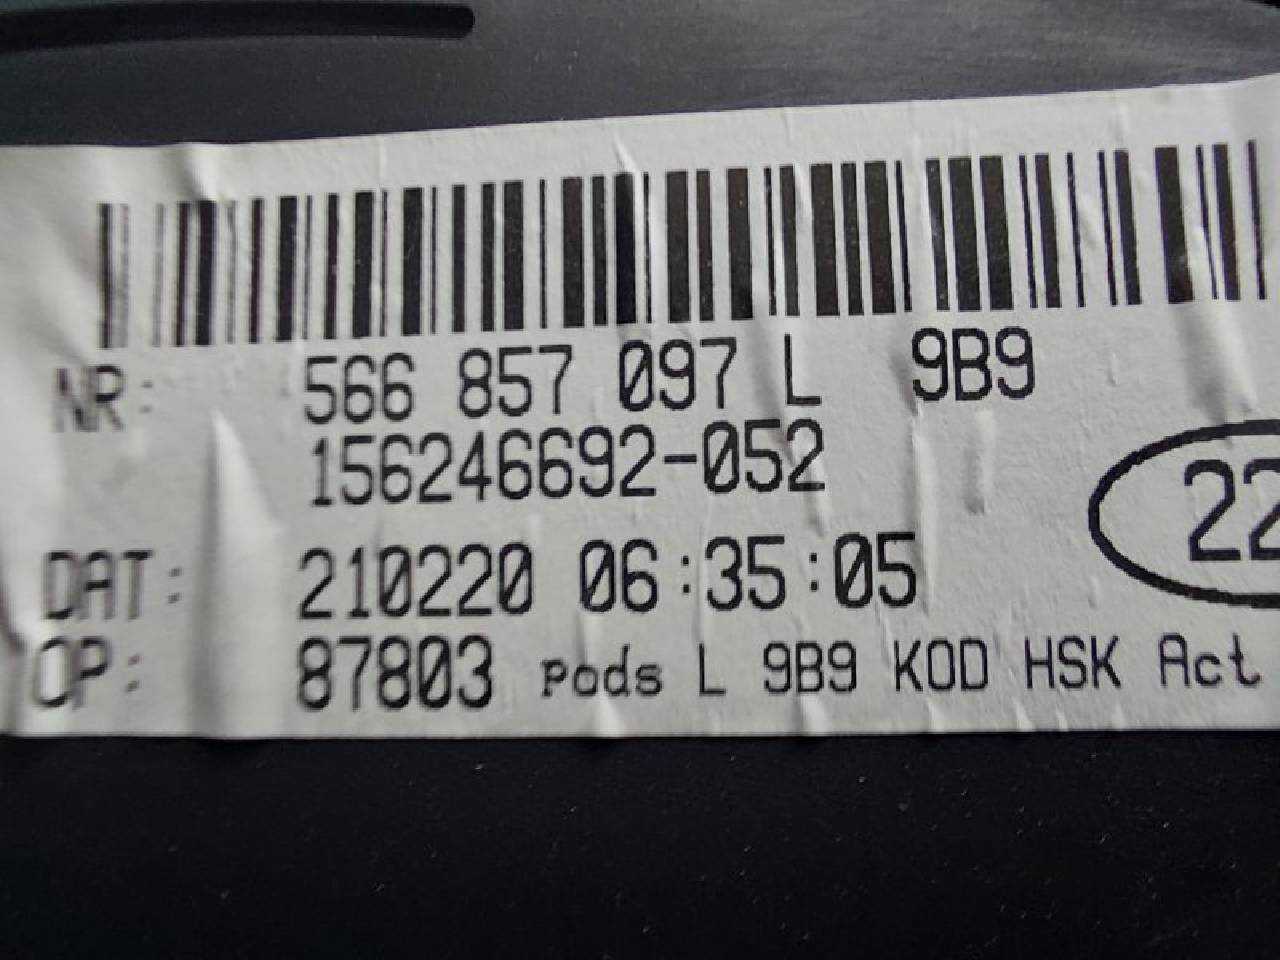 NR: 566 857 097 L 9B9
156246692-052
22
DAT: 210220 06:35:05
OP: 87803 Pods L 9B9 KOD HSK Act